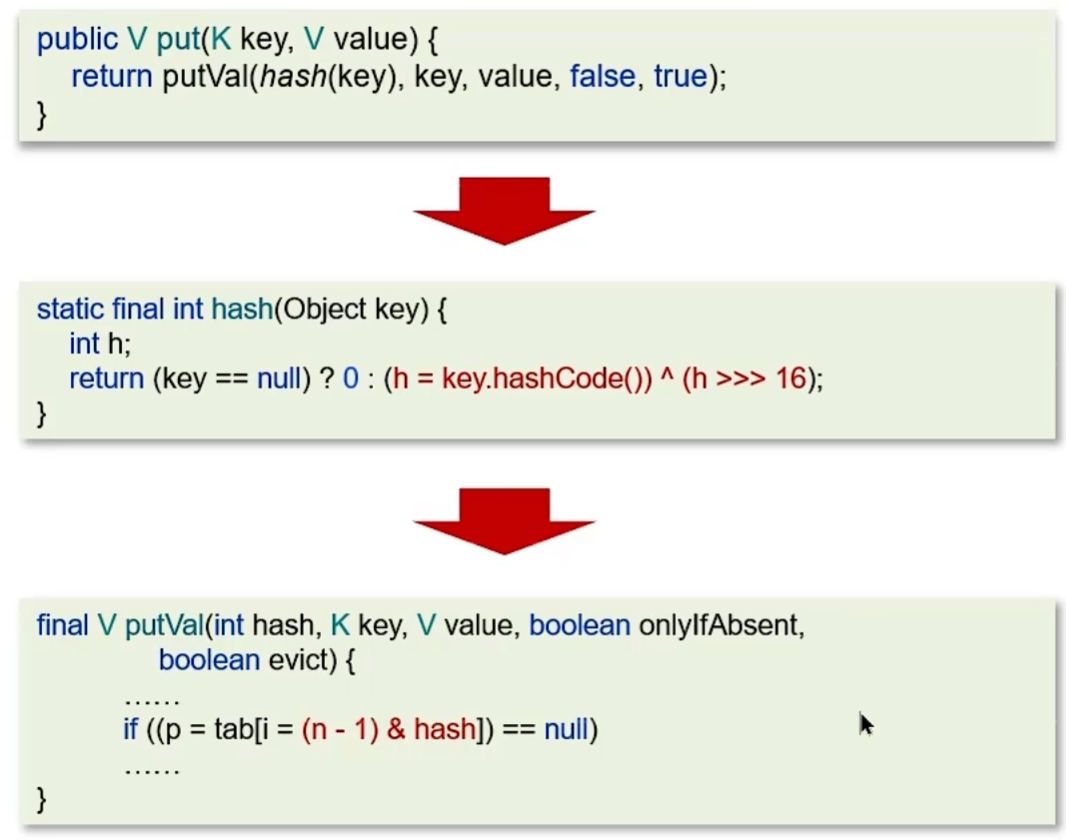 public V put(K key, V value) {
return putVal(hash(key), key, value, false, true);
}
static final int hash(Object key) {
int h;
return (key == null) ? 0 : (h = key.hashCode()) ^ (h >>> 16);
}
final V putVal(int hash, K key, V value, boolean onlyIfAbsent,
boolean evict) {
......
if ((p = tab[i = (n - 1) & hash]) == null)
......
}